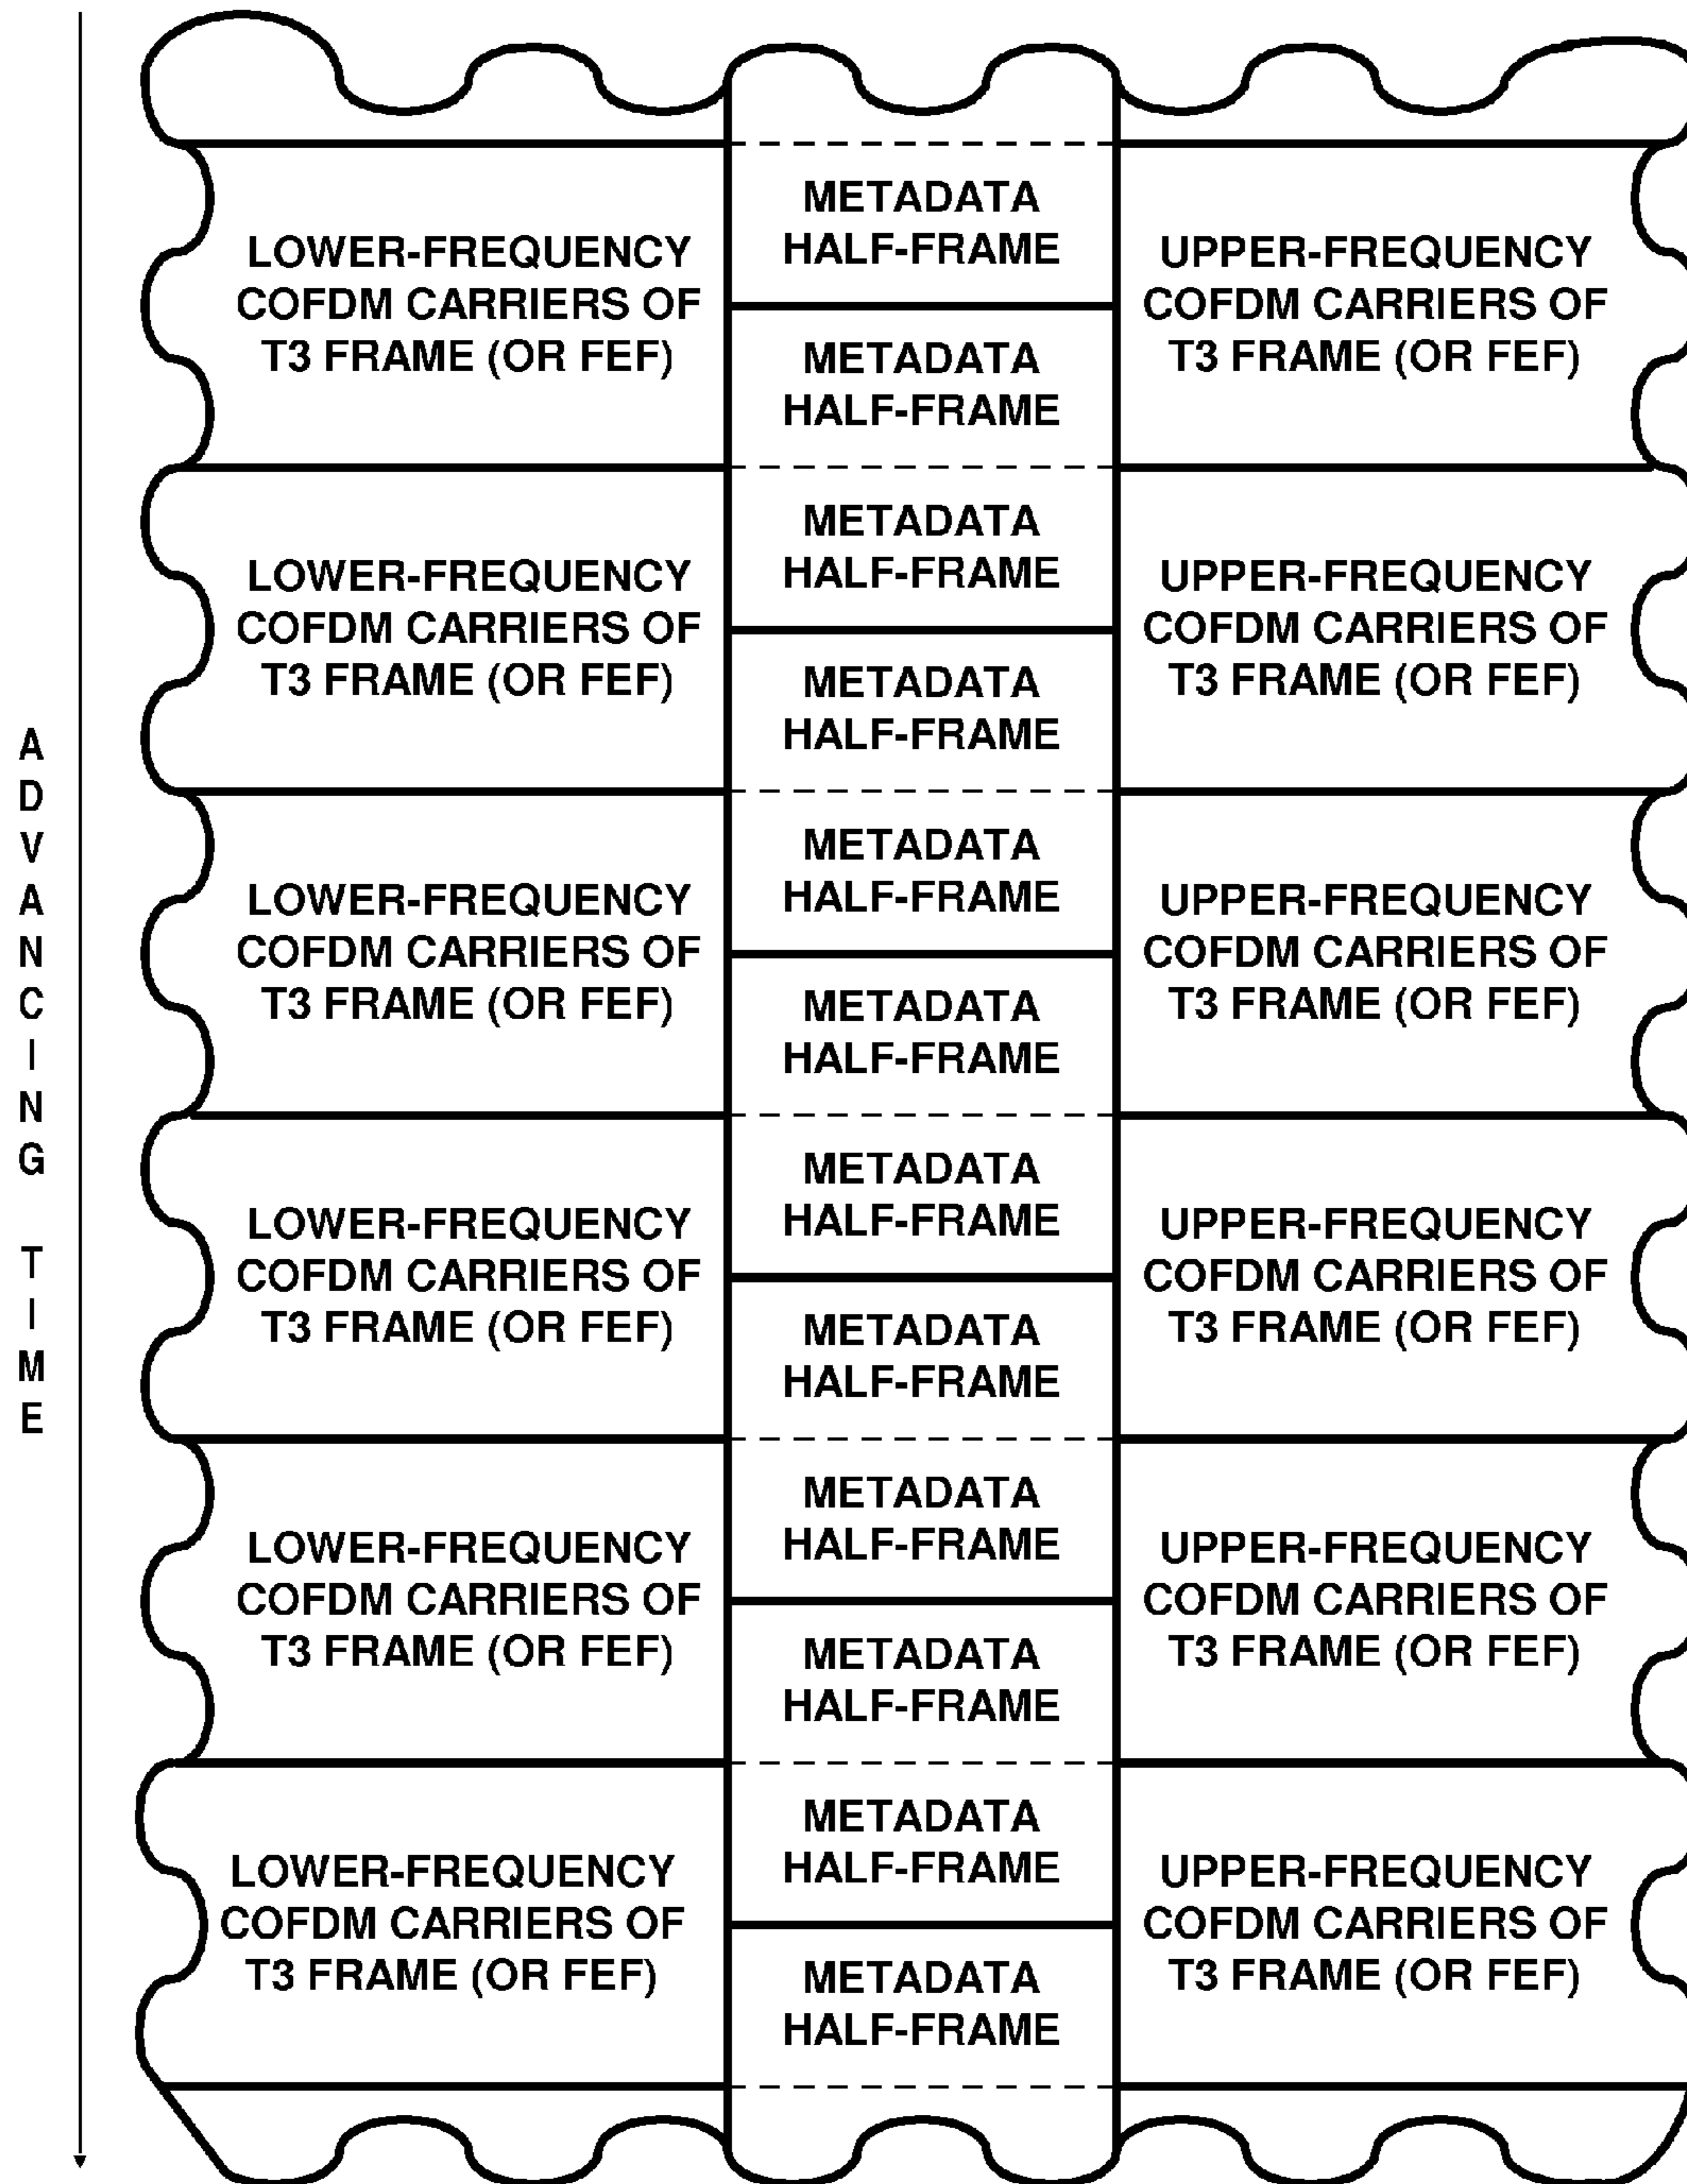 ADVANCING TIME
METADATA
HALF-FRAME
LOWER-FREQUENCY
COFDM CARRIERS OF
T3 FRAME (OR FEF)
UPPER-FREQUENCY
COFDM CARRIERS OF
T3 FRAME (OR FEF)
METADATA
HALF-FRAME
METADATA
HALF-FRAME
LOWER-FREQUENCY
COFDM CARRIERS OF
T3 FRAME (OR FEF)
UPPER-FREQUENCY
COFDM CARRIERS OF
T3 FRAME (OR FEF)
METADATA
HALF-FRAME
METADATA
HALF-FRAME
LOWER-FREQUENCY
COFDM CARRIERS OF
T3 FRAME (OR FEF)
UPPER-FREQUENCY
COFDM CARRIERS OF
T3 FRAME (OR FEF)
METADATA
HALF-FRAME
METADATA
HALF-FRAME
LOWER-FREQUENCY
COFDM CARRIERS OF
T3 FRAME (OR FEF)
UPPER-FREQUENCY
COFDM CARRIERS OF
T3 FRAME (OR FEF)
METADATA
HALF-FRAME
METADATA
HALF-FRAME
LOWER-FREQUENCY
COFDM CARRIERS OF
T3 FRAME (OR FEF)
UPPER-FREQUENCY
COFDM CARRIERS OF
T3 FRAME (OR FEF)
METADATA
HALF-FRAME
METADATA
HALF-FRAME
LOWER-FREQUENCY
COFDM CARRIERS OF
T3 FRAME (OR FEF)
UPPER-FREQUENCY
COFDM CARRIERS OF
T3 FRAME (OR FEF)
METADATA
HALF-FRAME